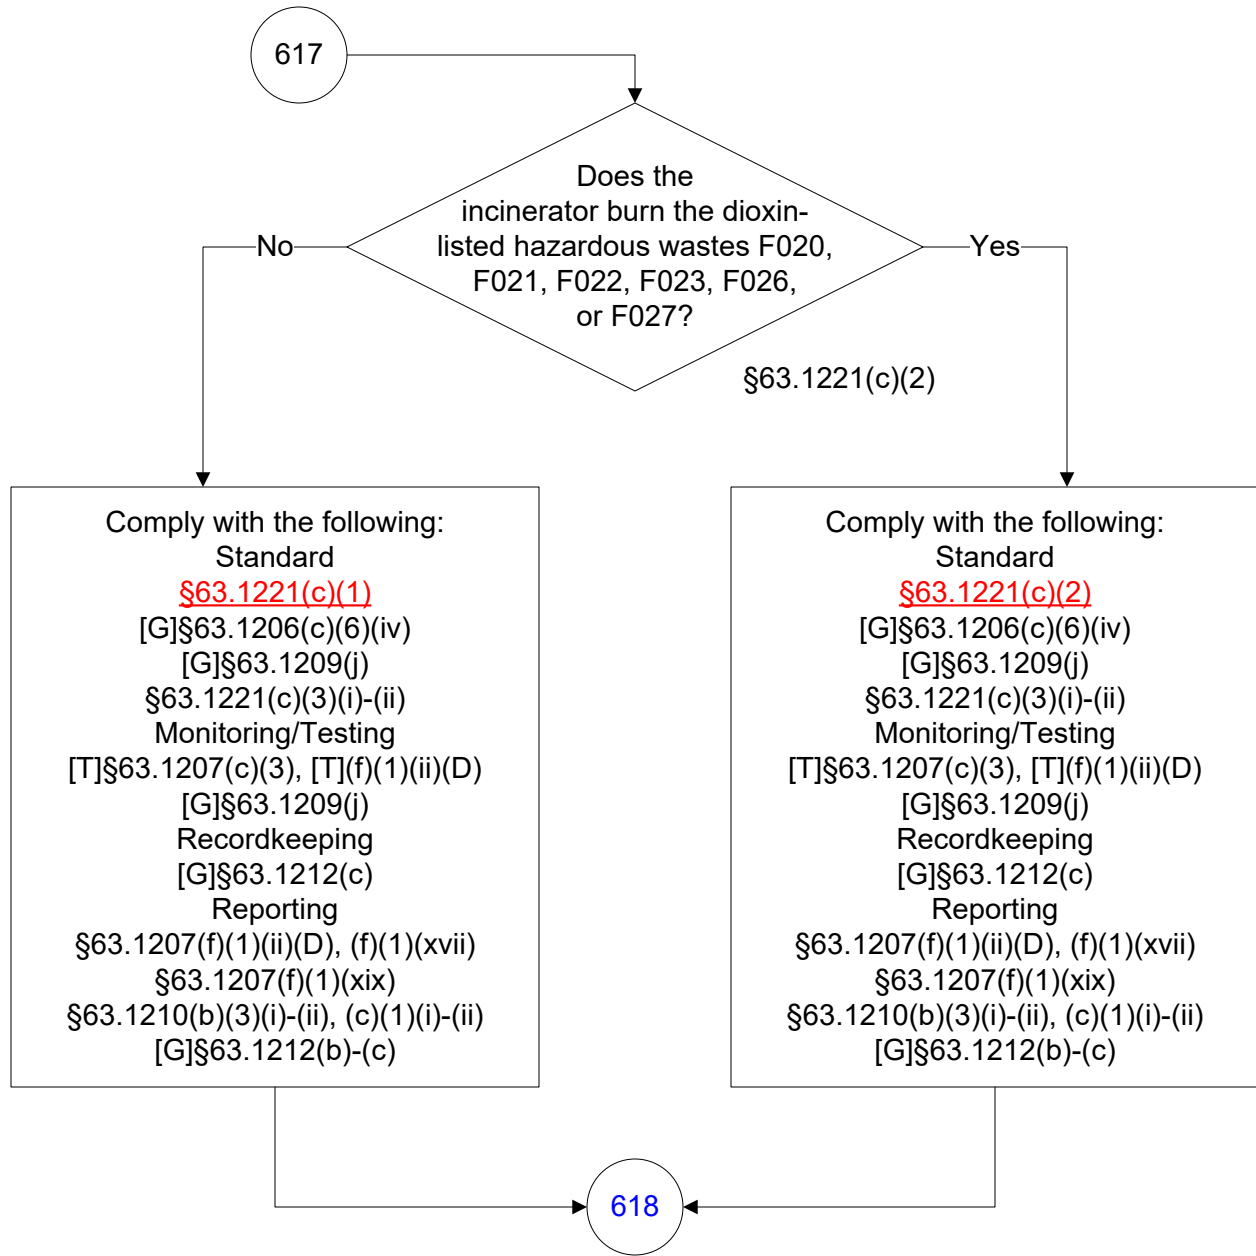 617
Does the
incinerator burn the dioxin-
listed hazardous wastes F020,
F021, F022, F023, F026,
or F027?
No
Yes
§63.1221(c)(2)
Comply with the following:
Standard
§63.1221(c)(1)
[G]§63.1206(c)(6)(iv)
[G]§63.1209(j)
§63.1221(c)(3)(i)-(ii)
Monitoring/Testing
[T]§63.1207(c)(3), [T](f)(1)(ii)(D)
[G]§63.1209(j)
Recordkeeping
[G]§63.1212(c)
Reporting
§63.1207(f)(1)(ii)(D), (f)(1)(xvii)
§63.1207(f)(1)(xix)
§63.1210(b)(3)(i)-(ii), (c)(1)(i)-(ii)
[G]§63.1212(b)-(c)
Comply with the following:
Standard
§63.1221(c)(2)
[G]§63.1206(c)(6)(iv)
[G]§63.1209(j)
§63.1221(c)(3)(i)-(ii)
Monitoring/Testing
[T]§63.1207(c)(3), [T](f)(1)(ii)(D)
[G]§63.1209(j)
Recordkeeping
[G]§63.1212(c)
Reporting
§63.1207(f)(1)(ii)(D), (f)(1)(xvii)
§63.1207(f)(1)(xix)
§63.1210(b)(3)(i)-(ii), (c)(1)(i)-(ii)
[G]§63.1212(b)-(c)
618